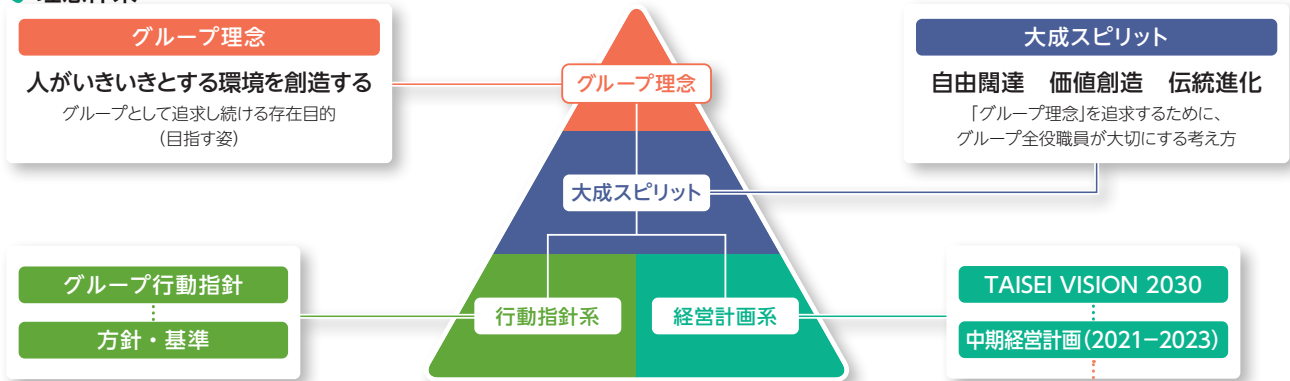 グループ理念
人がいきいきとする環境を創造する
グループとして追求し続ける存在目的
(目指す姿)
グループ理念
大成スピリット
自由闊達 価値創造 伝統進化
「グループ理念」を追求するために、
グループ全役職員が大切にする考え方
大成スピリット
グループ行動指針
方針・基準
行動指針系
経営計画系
TAISEI VISION 2030
中期経営計画(2021−2023)